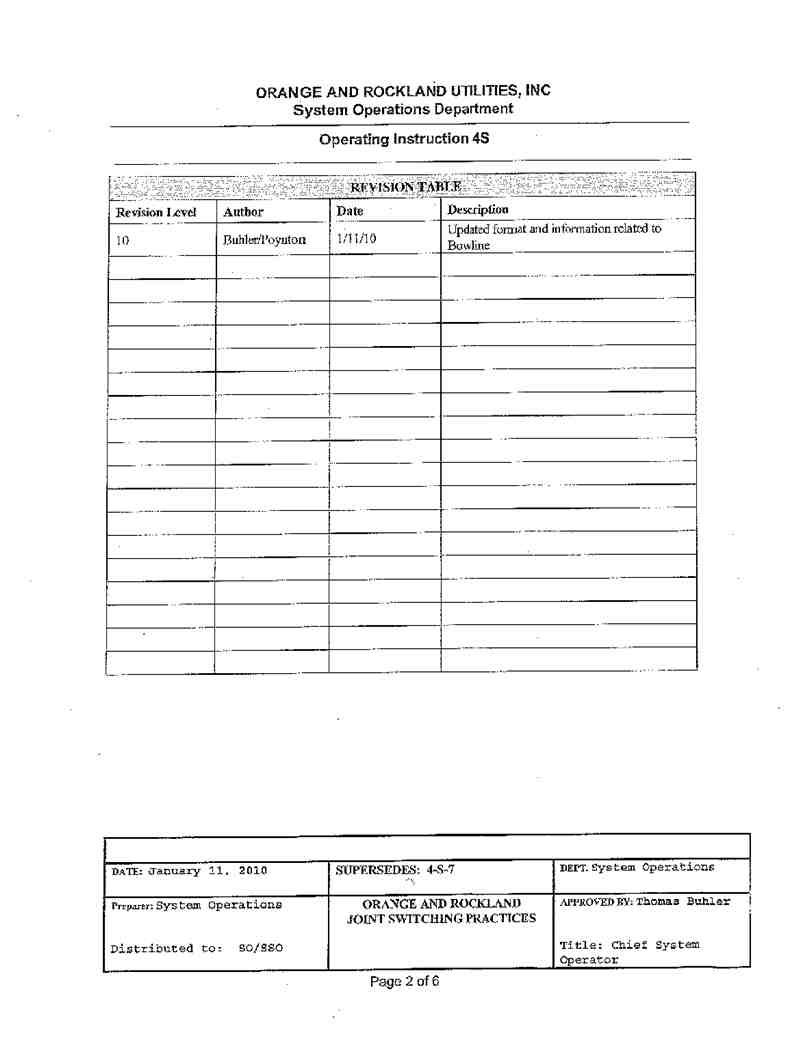 ORANGE AND ROCKLAND UTILITIES, INC
System Operations Department
Operating Instruction 4S
REVISION TABLE
Revision Level Author Date Description
10 Buhler/Poynton 1/11/10 Updated format and information related to
Bowline
DATE: January 11, 2010 SUPERSEDES: 4-S-7 DEPT. System Operations
Preparer: System Operations ORANGE AND ROCKLAND APPROVED BY: Thomas Buhler
JOINT SWITCHING PRACTICES
Distributed to: SO/SSO Title: Chief System
Operator
Page 2 of 6